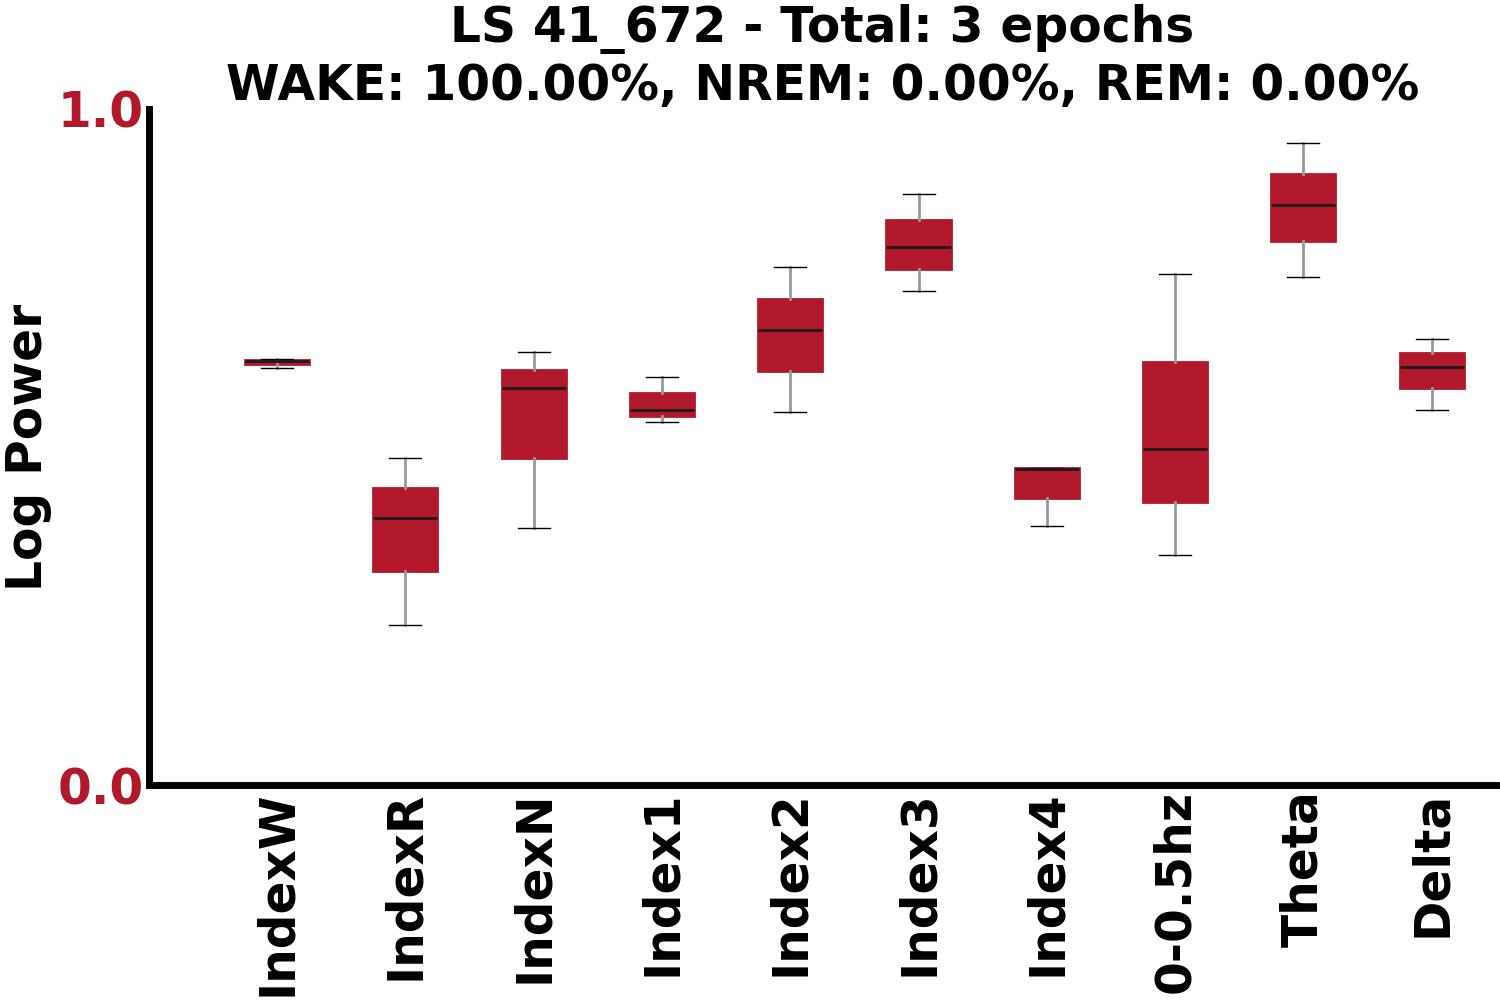 LS 41_672 - Total: 3 epochs
WAKE: 100.00%, NREM: 0.00%, REM: 0.00%
1.0
Log Power
0.0
IndexW
IndexR
IndexN
Index1
Index2
Index3
Index4
0-0.5hz
Theta
Delta